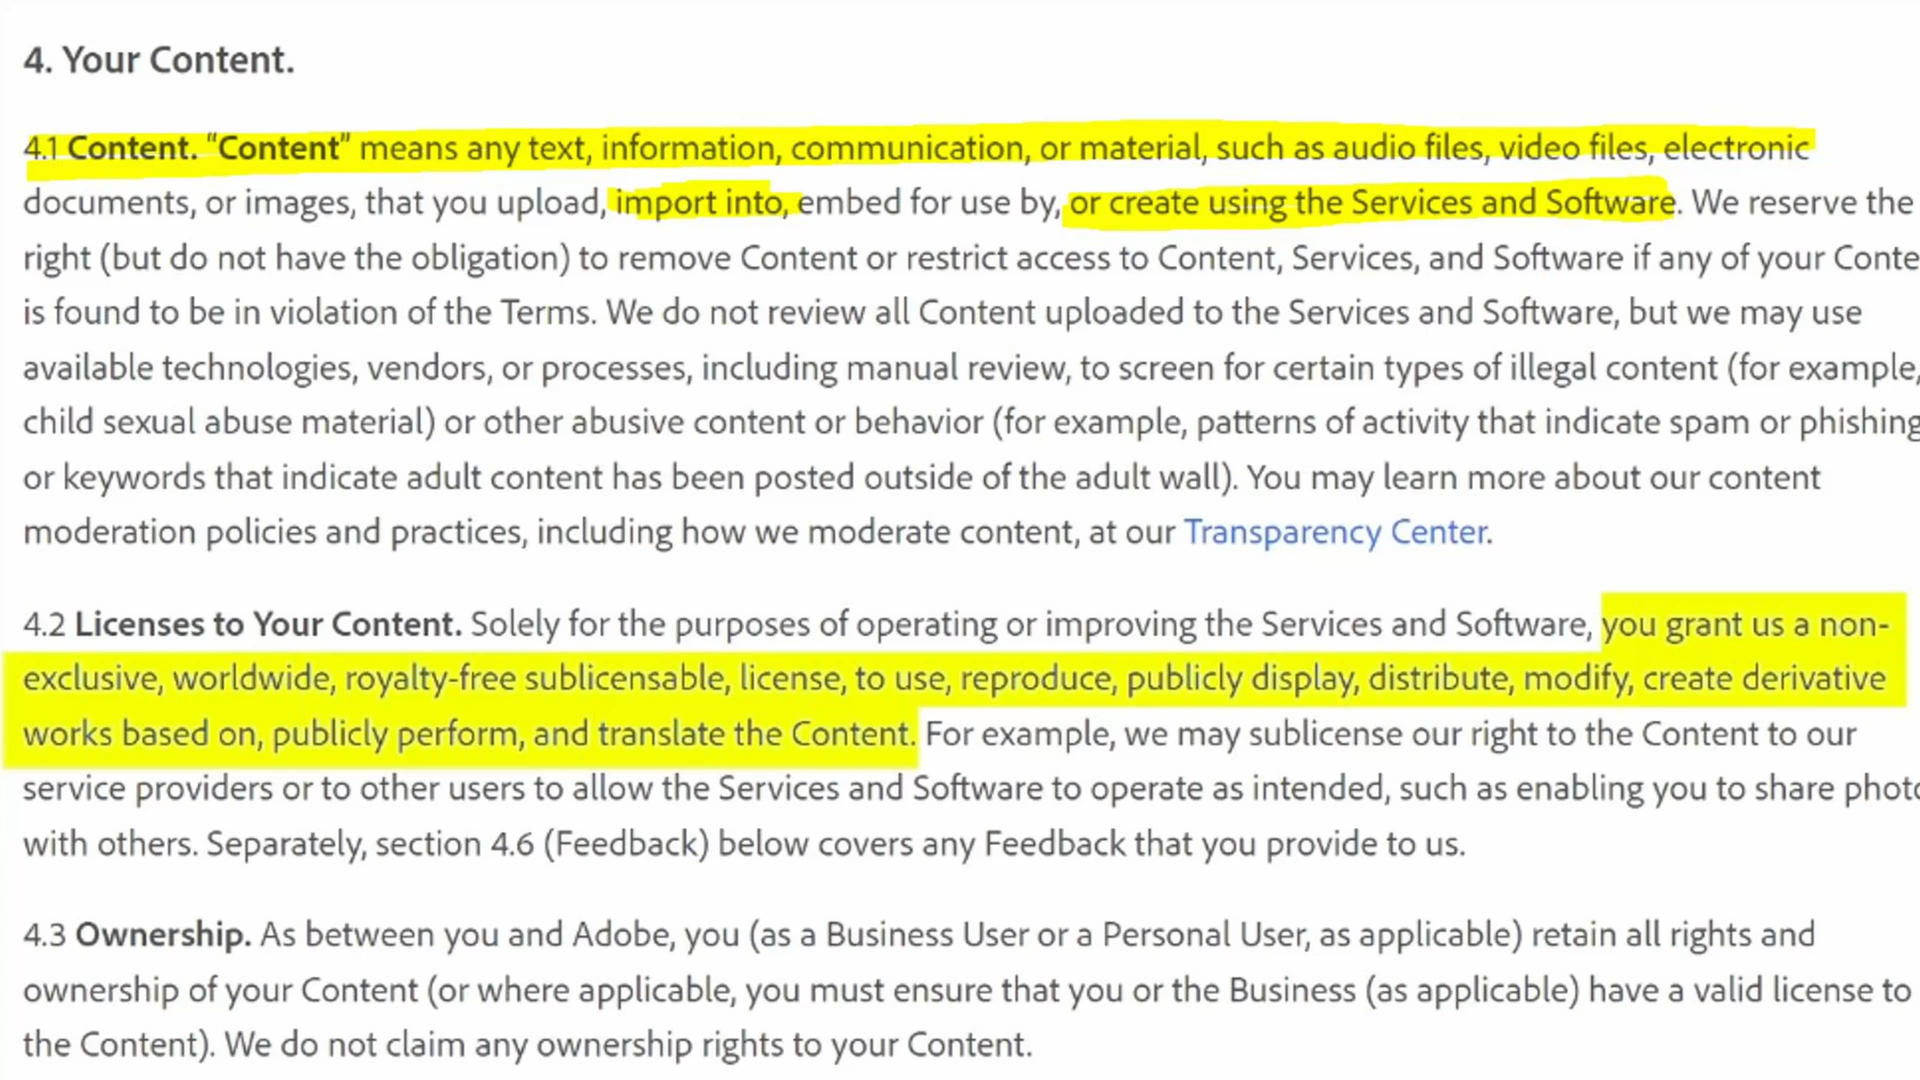 4. Your Content.
4.1 Content. “Content” means any text, information, communication, or material, such as audio files, video files, electronic
documents, or images, that you upload, import into, embed for use by, or create using the Services and Software. We reserve the
right (but do not have the obligation) to remove Content or restrict access to Content, Services, and Software if any of your Conte
is found to be in violation of the Terms. We do not review all Content uploaded to the Services and Software, but we may use
available technologies, vendors, or processes, including manual review, to screen for certain types of illegal content (for example,
child sexual abuse material) or other abusive content or behavior (for example, patterns of activity that indicate spam or phishing
or keywords that indicate adult content has been posted outside of the adult wall). You may learn more about our content
moderation policies and practices, including how we moderate content, at our Transparency Center.
4.2 Licenses to Your Content. Solely for the purposes of operating or improving the Services and Software, you grant us a non-
exclusive, worldwide, royalty-free sublicensable, license, to use, reproduce, publicly display, distribute, modify, create derivative
works based on, publicly perform, and translate the Content. For example, we may sublicense our right to the Content to our
service providers or to other users to allow the Services and Software to operate as intended, such as enabling you to share photo
with others. Separately, section 4.6 (Feedback) below covers any Feedback that you provide to us.
4.3 Ownership. As between you and Adobe, you (as a Business User or a Personal User, as applicable) retain all rights and
ownership of your Content (or where applicable, you must ensure that you or the Business (as applicable) have a valid license to
the Content). We do not claim any ownership rights to your Content.